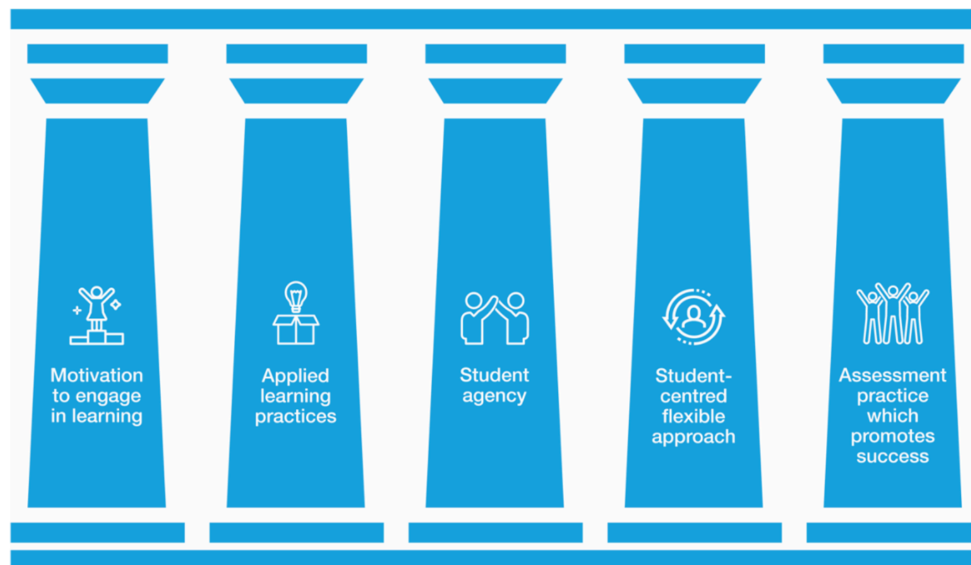 Motivation
to engage
in learning
Applied
learning
practices
Student
agency
Student-
centred
flexible
approach
Assessment
practice
which
promotes
success